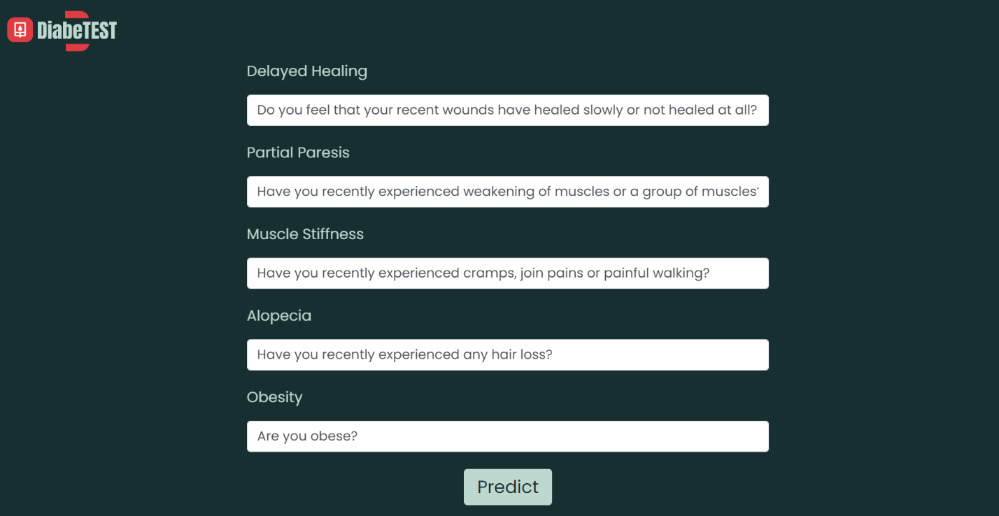 DiabeTEST
Delayed Healing
Do you feel that your recent wounds have healed slowly or not healed at all?
Partial Paresis
Have you recently experienced weakening of muscles or a group of muscles
Muscle Stiffness
Have you recently experienced cramps, join pains or painful walking?
Alopecia
Have you recently experienced any hair loss?
Obesity
Are you obese?
Predict